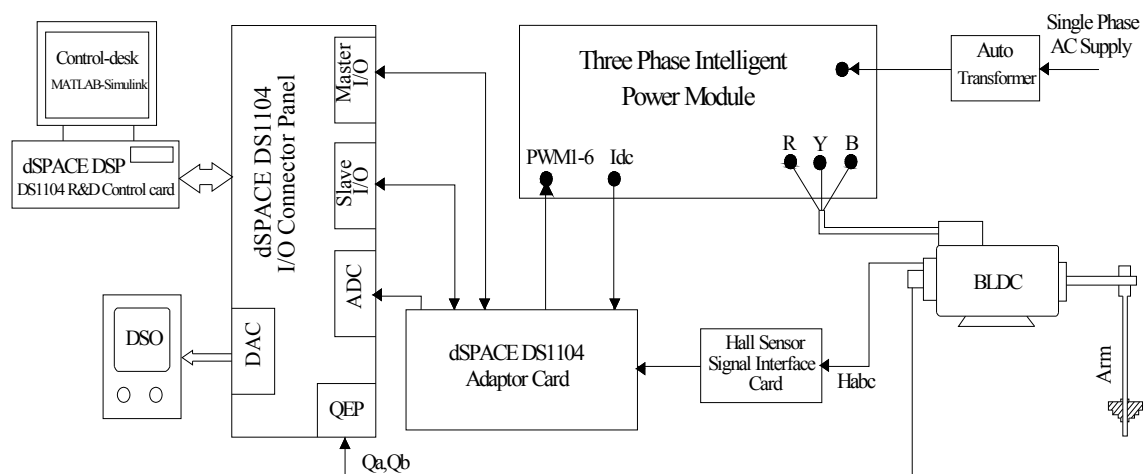 Control-desk
MATLAB-Simulink
dSPACE DSP
DS1104 R&D Control card
DSO
dSPACE DS1104
I/O Connector Panel
Master
I/O
Slave
I/O
ADC
DAC
QEP
Qa,Qb
Three Phase Intelligent
Power Module
PWM1-6
Idc
R
Y
B
Auto
Transformer
Single Phase
AC Supply
dSPACE DS1104
Adaptor Card
Hall Sensor
Signal Interface
Card
Habc
BLDC
Arm